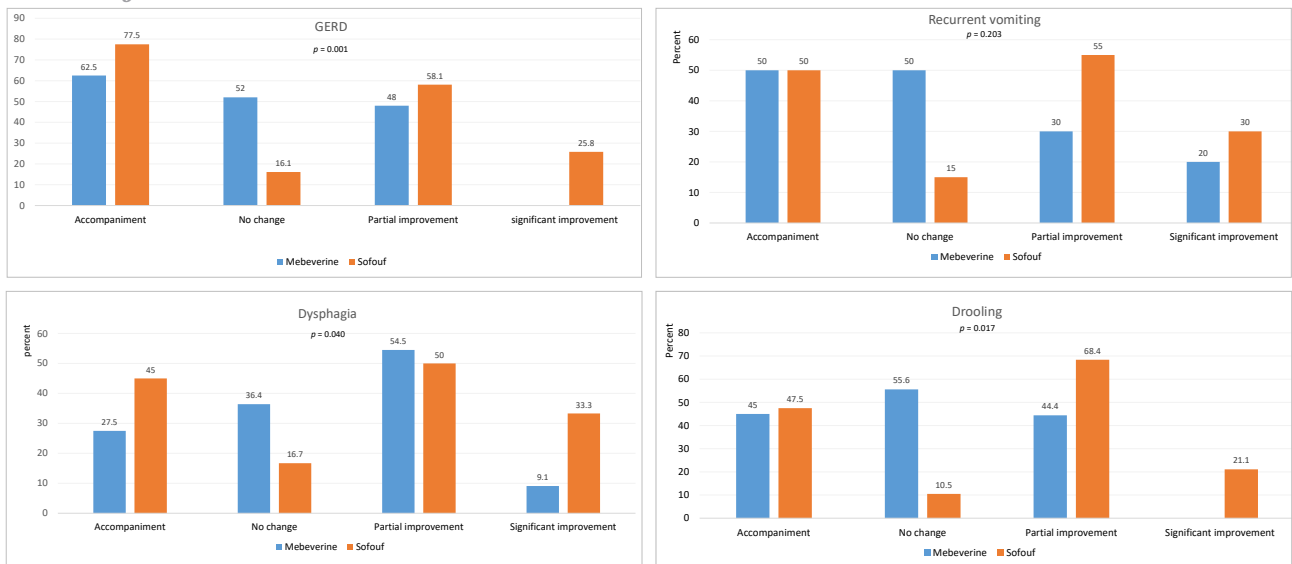 GERD
p = 0.001
90
80
70
60
50
40
30
20
10
0
62.5
77.5
52
16.1
48
58.1
25.8
Accompaniment
No change
Partial improvement
significant improvement
Mebeverine
Sofouf
Recurrent vomiting
p = 0.203
Percent
60
50
40
30
20
10
0
50
50
50
15
30
55
20
30
Accompaniment
No change
Partial improvement
Significant improvement
Mebeverine
Sofouf
Dysphagia
p = 0.040
percent
60
50
40
30
20
10
0
27.5
45
36.4
16.7
54.5
50
9.1
33.3
Accompaniment
No change
Partial improvement
Significant improvement
Mebeverine
Sofouf
Drooling
p = 0.017
Percent
80
70
60
50
40
30
20
10
0
45
47.5
55.6
10.5
44.4
68.4
21.1
Accompaniment
No change
Partial improvement
Significant improvement
Mebeverine
Sofouf